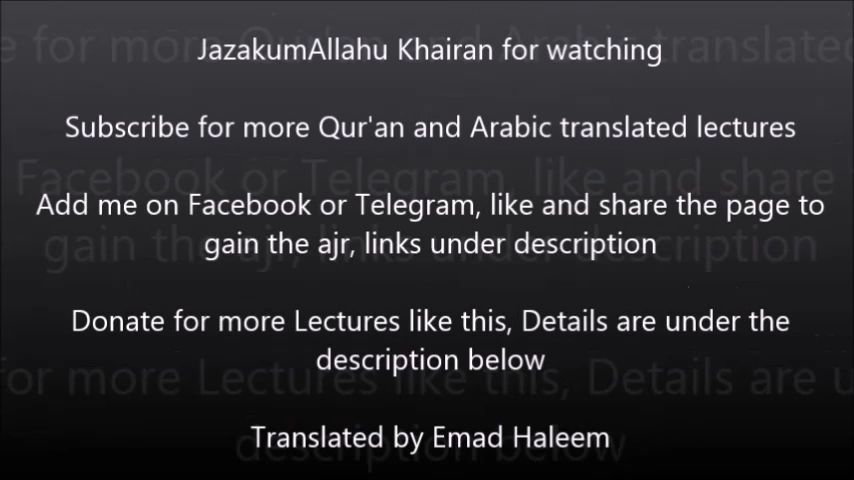 JazakumAllahu Khairan for watching
Subscribe for more Qur'an and Arabic translated lectures
Add me on Facebook or Telegram, like and share the page to
gain the ajr, links under description
Donate for more Lectures like this, Details are under the
description below
Translated by Emad Haleem